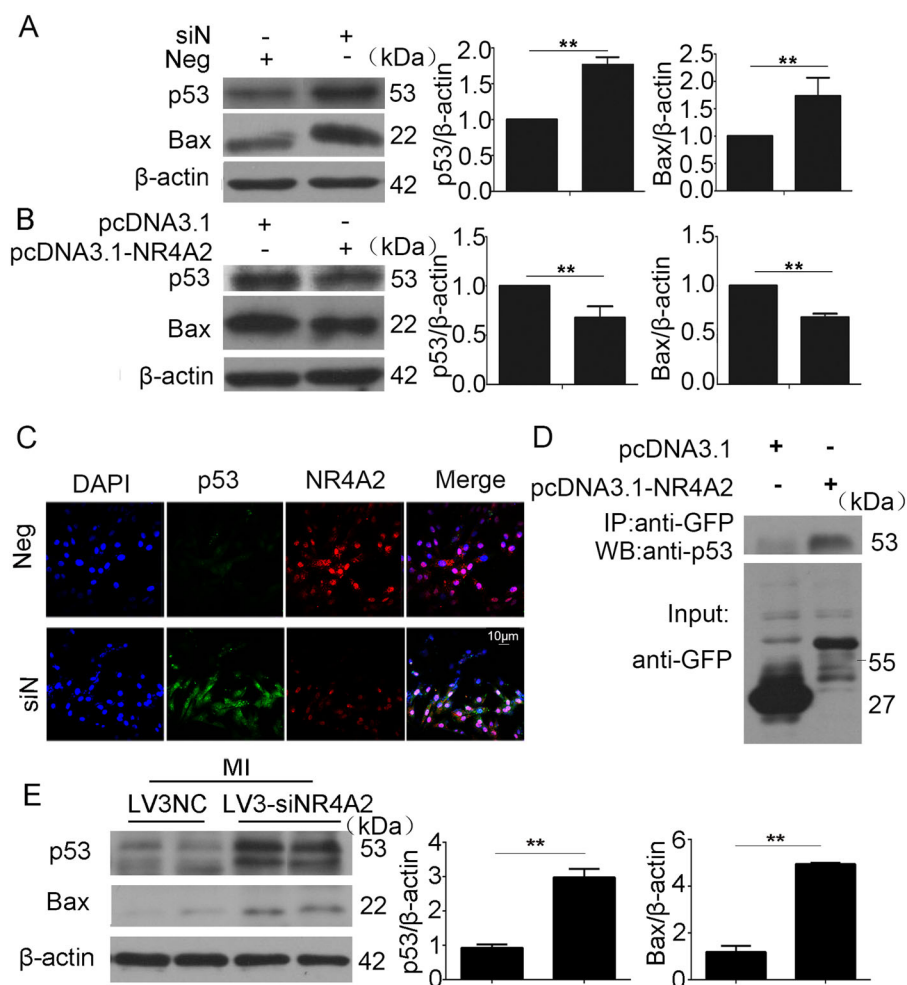 A
siN - +
Neg + - (kDa)
p53 53
Bax 22
β-actin 42
p53/β-actin
2.0
1.5
1.0
0.5
0.0
**
Bax/β-actin
2.5
2.0
1.5
1.0
0.5
0.0
**
B
pcDNA3.1 + -
pcDNA3.1-NR4A2 - + (kDa)
p53 53
Bax 22
β-actin 42
p53/β-actin
1.5
1.0
0.5
0.0
**
Bax/β-actin
1.5
1.0
0.5
0.0
**
C
DAPI p53 NR4A2 Merge
Neg
siN
10μm
D
pcDNA3.1 + -
pcDNA3.1-NR4A2 - + (kDa)
IP:anti-GFP
WB:anti-p53 53
Input:
anti-GFP
55
27
E
MI
LV3NC LV3-siNR4A2
(kDa)
p53 53
Bax 22
β-actin 42
p53/β-actin
4
3
2
1
0
**
Bax/β-actin
6
4
2
0
**